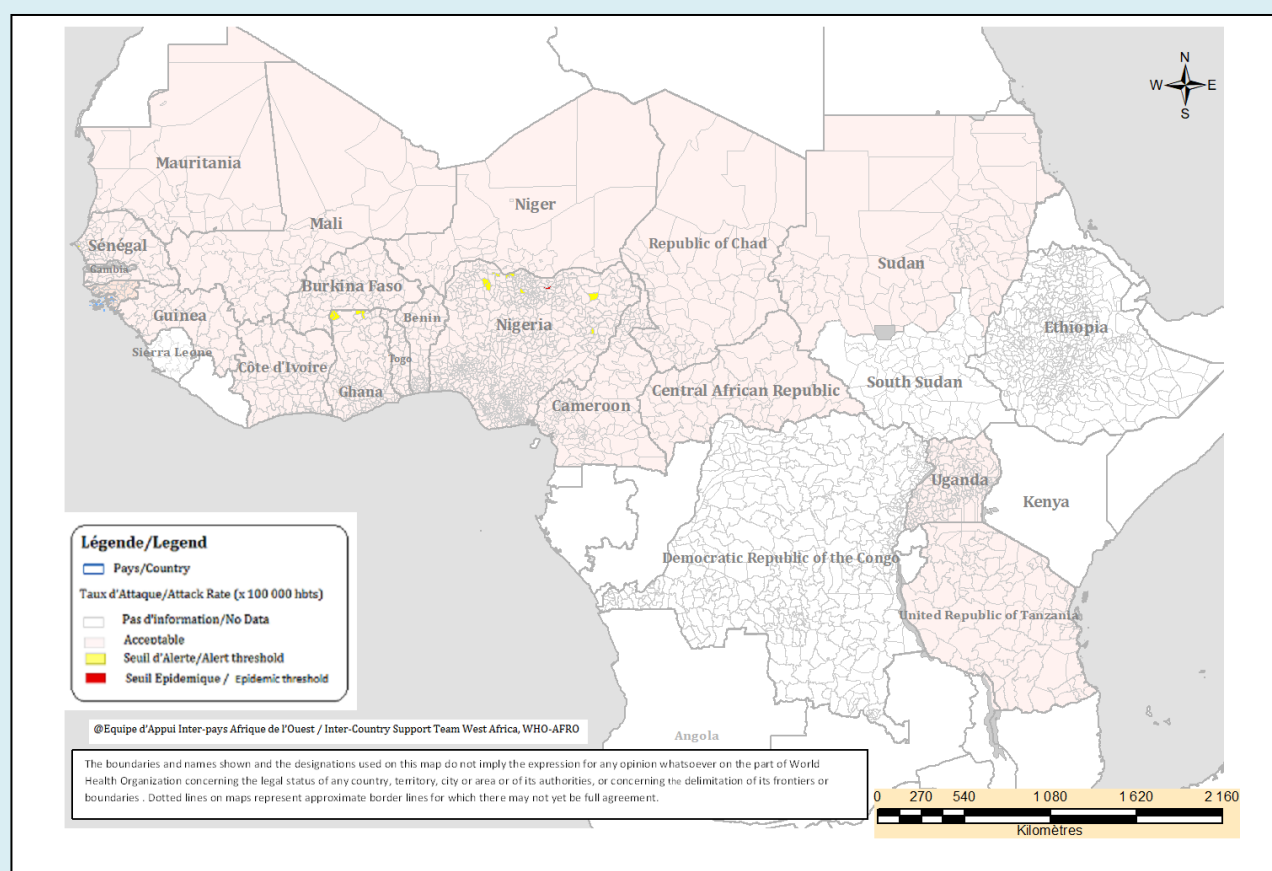 N
W E
S
Mauritania
Mali
Niger
Republic of Chad
Sudan
Sénégal
Gambia
Burkina Faso
Guinea
Benin
Nigeria
Ethiopia
Sierra Leone
Côte d'Ivoire
Togo
Ghana
Cameroon
Central African Republic
South Sudan
Uganda
Kenya
Democratic Republic of the Congo
United Republic of Tanzania
Angola
Légende/Legend
Pays/Country
Taux d'Attaque/Attack Rate (x 100 000 hbts)
Pas d'information/No Data
Acceptable
Seuil d'Alerte/Alert threshold
Seuil Epidemique / Epidemic threshold
@Equipe d'Appui Inter-pays Afrique de l'Ouest / Inter-Country Support Team West Africa, WHO-AFRO
The boundaries and names shown and the designations used on this map do not imply the expression for any opinion whatsoever on the part of World
Health Organization concerning the legal status of any country, territory, city or area or of its authorities, or concerning the delimitation of its frontiers or
boundaries . Dotted lines on maps represent approximate border lines for which there may not yet be full agreement.
0 270 540 1 080 1 620 2 160
Kilomètres